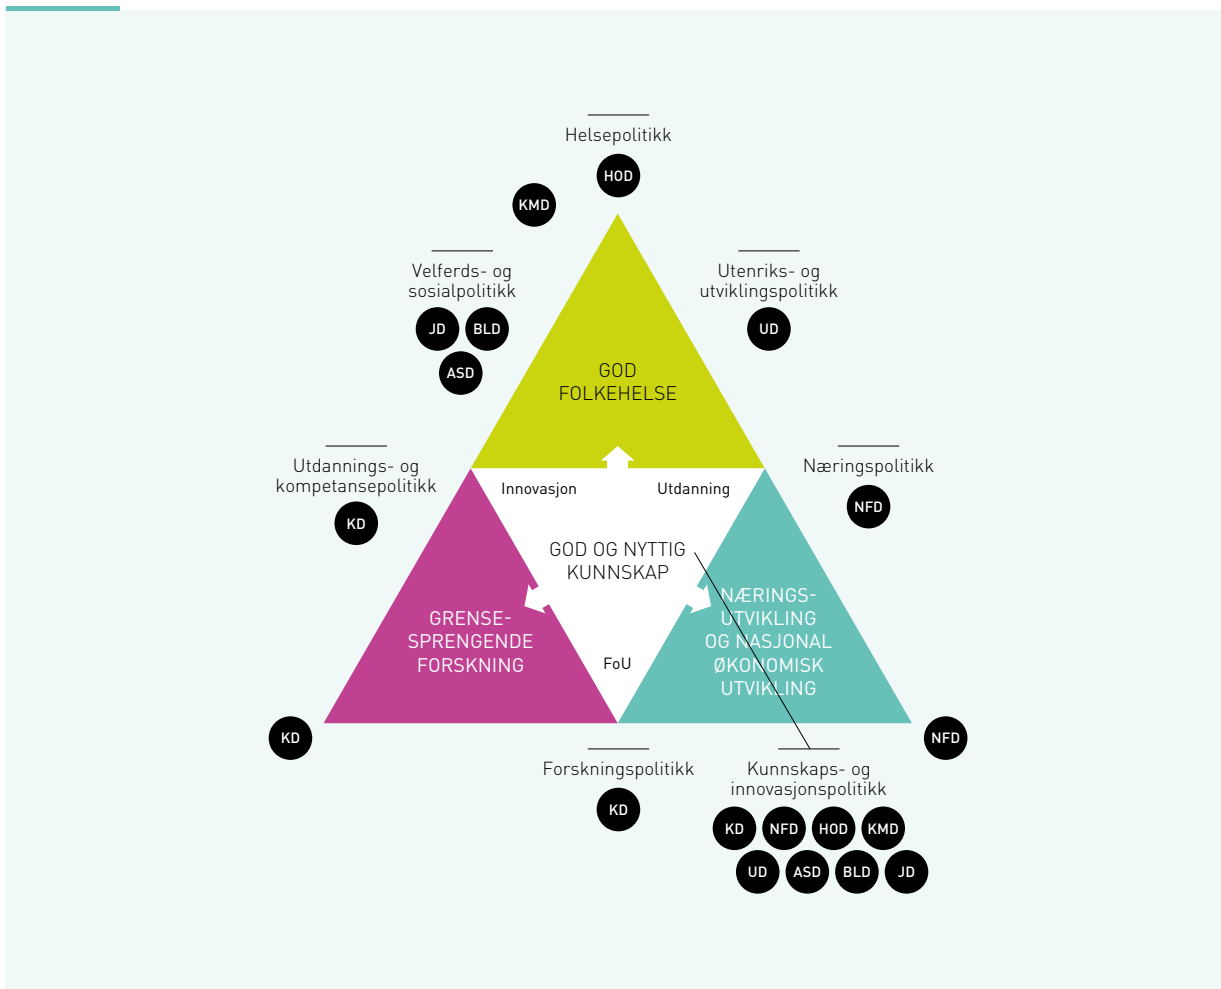 Helsepolitikk
HOD
KMD
Velferds- og
sosialpolitikk
JD BLD
ASD
Utenriks- og
utviklingspolitikk
UD
GOD
FOLKEHELSE
Utdannings- og
kompetansepolitikk
KD
Næringspolitikk
NFD
Innovasjon
Utdanning
GOD OG NYTTIG
KUNNSKAP
FoU
GRENSE-
SPRENGENDE
FORSKNING
NÆRINGS-
UTVIKLING
OG NASJONAL
ØKONOMISK
UTVIKLING
KD
NFD
Forskningspolitikk
KD
Kunnskaps- og
innovasjonspolitikk
KD NFD HOD KMD
UD ASD BLD JD